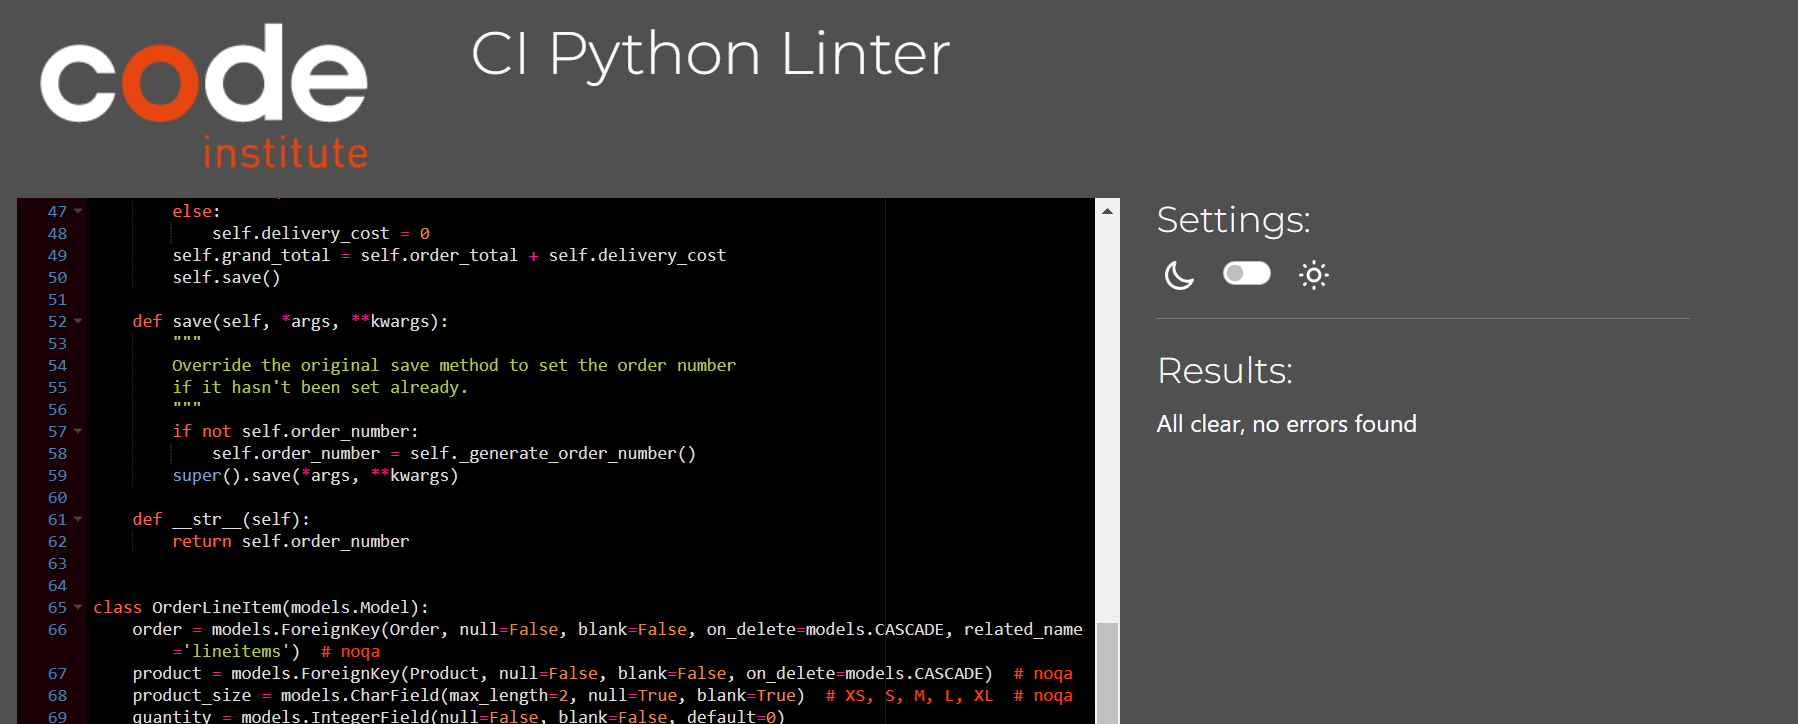 code
institute
CI Python Linter
47 else:
48 self.delivery_cost = 0
49 self.grand_total = self.order_total + self.delivery_cost
50 self.save()
51
52 def save(self, *args, **kwargs):
53 """
54 Override the original save method to set the order number
55 if it hasn't been set already.
56 """
57 if not self.order_number:
58 self.order_number = self._generate_order_number()
59 super().save(*args, **kwargs)
60
61 def __str__(self):
62 return self.order_number
63
64
65 class OrderLineItem(models.Model):
66 order = models.ForeignKey(Order, null=False, blank=False, on_delete=models.CASCADE, related_name
='lineitems')  # noqa
67 product = models.ForeignKey(Product, null=False, blank=False, on_delete=models.CASCADE)  # noqa
68 product_size = models.CharField(max_length=2, null=True, blank=True)  # XS, S, M, L, XL  # noqa
69 quantity = models.IntegerField(null=False, blank=False, default=0)
Settings:
Results:
All clear, no errors found